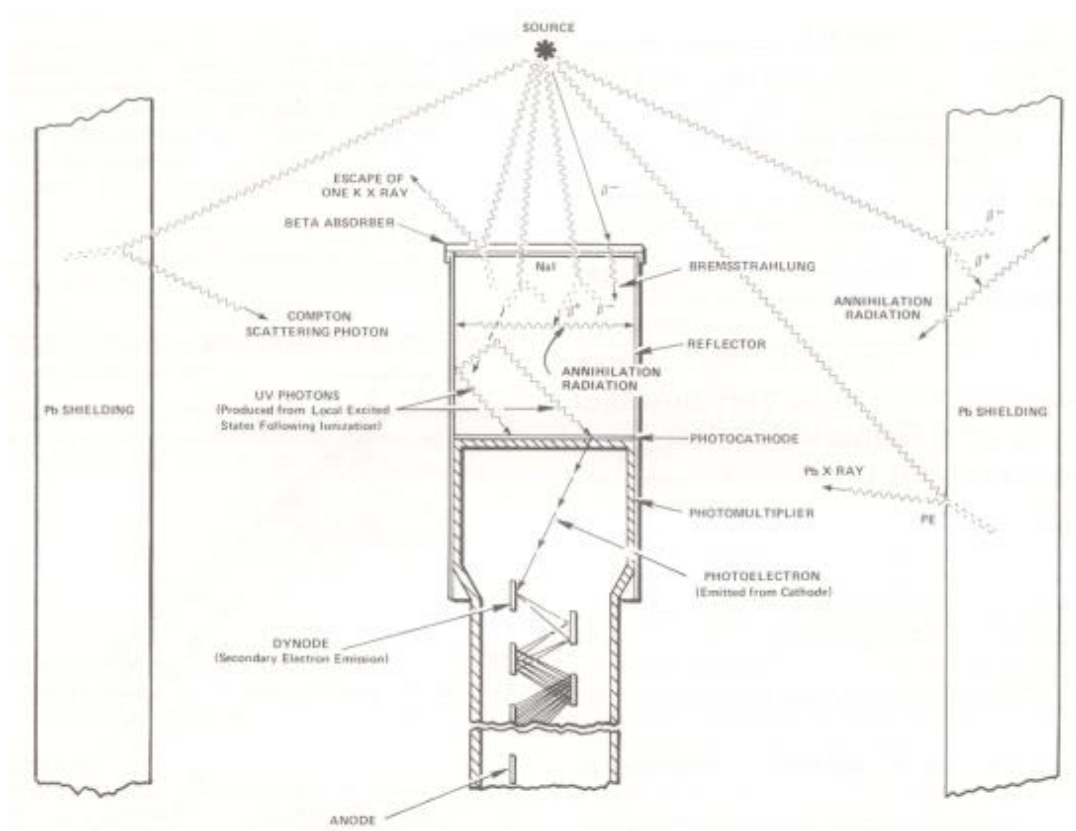 SOURCE
ESCAPE OF
ONE K X RAY
BETA ABSORBER
β−
β−
NaI
BREMSSTRAHLUNG
β+
β+
β−
ANNIHILATION
RADIATION
COMPTON
SCATTERING PHOTON
REFLECTOR
ANNIHILATION
RADIATION
UV PHOTONS
(Produced from Local Excited
States Following Ionization)
Pb SHIELDING
Pb SHIELDING
PHOTOCATHODE
Pb X RAY
PHOTOMULTIPLIER
PE
PHOTOELECTRON
(Emitted from Cathode)
DYNODE
(Secondary Electron Emission)
ANODE